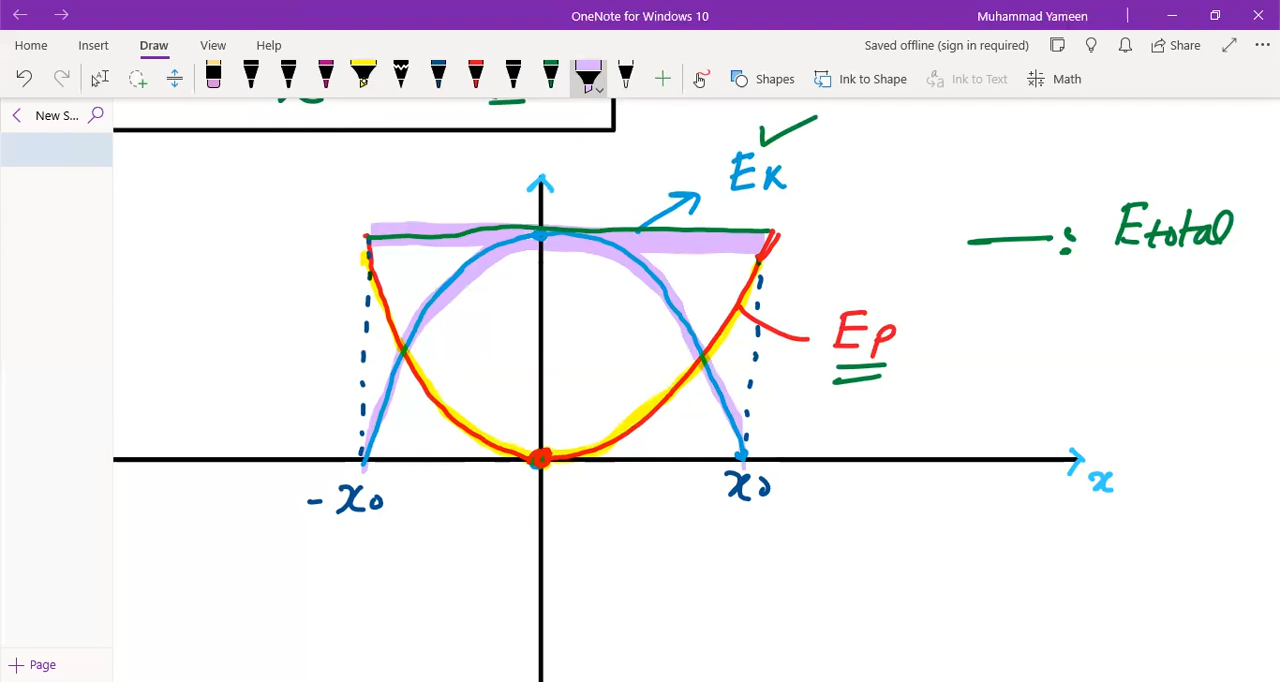 OneNote for Windows 10
Muhammad Yameen
Home Insert Draw View Help
Saved offline (sign in required)
Share
Shapes
Ink to Shape
Ink to Text
Math
New S...
EK
: Etotal
Ep
- x0
x0
x
Page